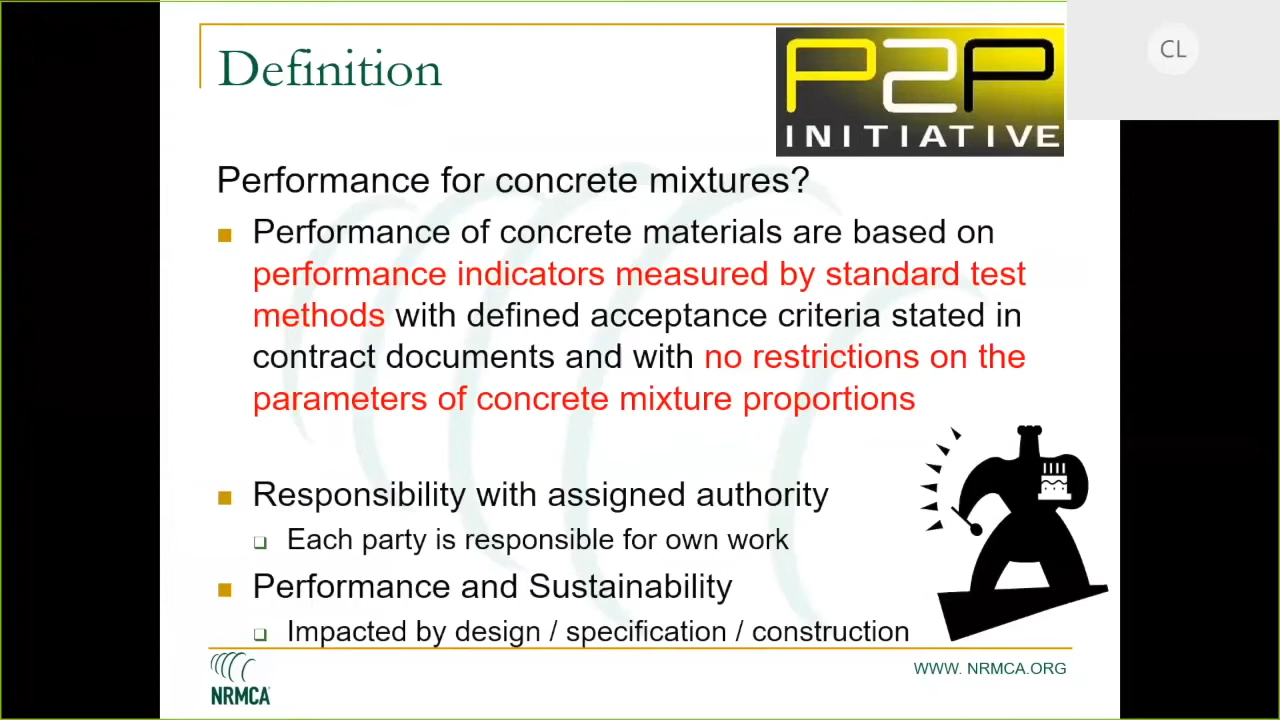 Definition
P2P
INITIATIVE
CL
Performance for concrete mixtures?
Performance of concrete materials are based on
performance indicators measured by standard test
methods with defined acceptance criteria stated in
contract documents and with no restrictions on the
parameters of concrete mixture proportions
Responsibility with assigned authority
Each party is responsible for own work
Performance and Sustainability
Impacted by design / specification / construction
NRMCA
WWW. NRMCA.ORG